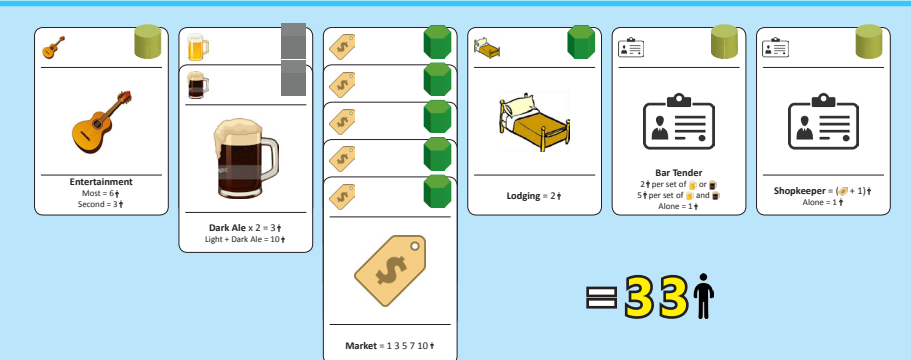 Entertainment
Most = 6
Second = 3
Dark Ale x 2 = 3
Light + Dark Ale = 10
$
$
$
$
$
$
Market = 1 3 5 7 10
Lodging = 2
Bar Tender
2 per set of or
5 per set of and
Alone = 1
Shopkeeper = ( + 1)
Alone = 1
= 33